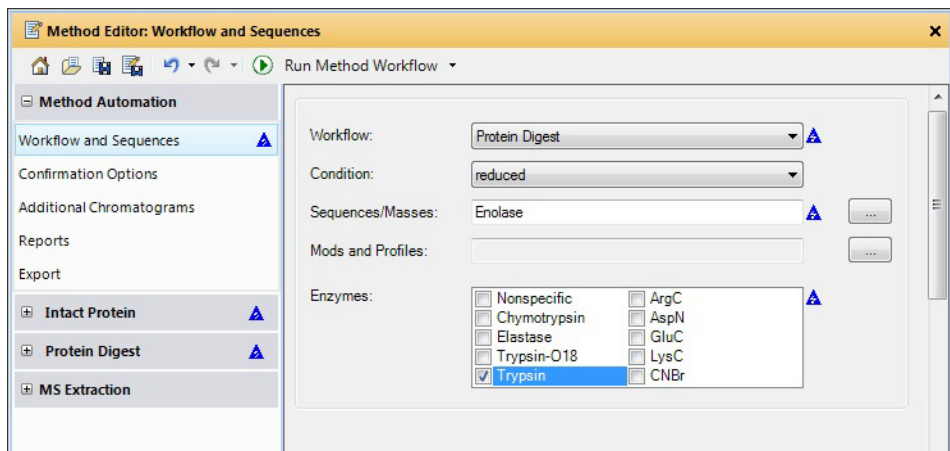 Method Editor: Workflow and Sequences
Run Method Workflow
Method Automation
Workflow and Sequences
Confirmation Options
Additional Chromatograms
Reports
Export
Intact Protein
Protein Digest
MS Extraction
Workflow: Protein Digest
Condition: reduced
Sequences/Masses: Enolase ...
Mods and Profiles: ...
Enzymes:
Nonspecific ArgC
Chymotrypsin AspN
Elastase GluC
Trypsin-O18 LysC
Trypsin CNBr